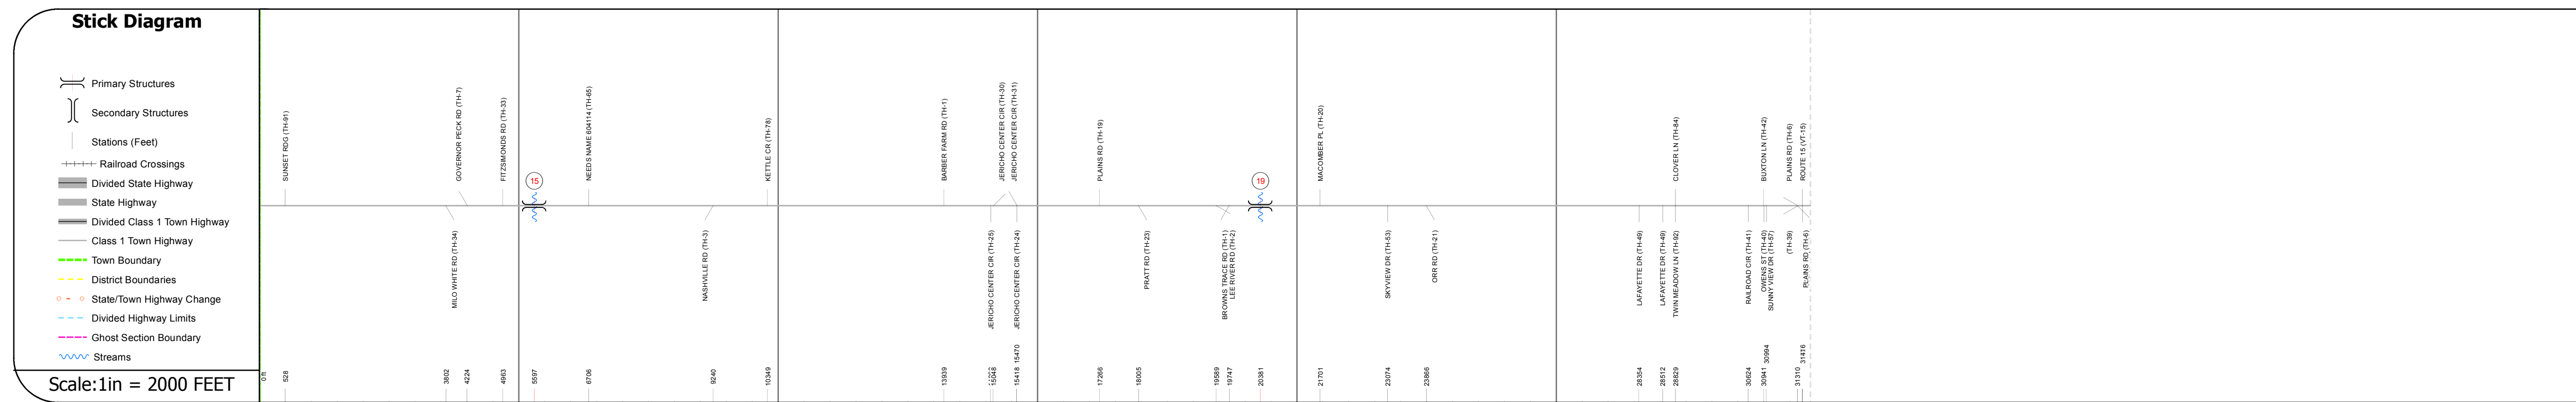 Stick Diagram
Primary Structures
Secondary Structures
Stations (Feet)
Railroad Crossings
Divided State Highway
State Highway
Divided Class 1 Town Highway
Class 1 Town Highway
Town Boundary
District Boundaries
State/Town Highway Change
Divided Highway Limits
Ghost Section Boundary
Streams
Scale:1in = 2000 FEET
SUNSET RDG (TH-91)
GOVERNOR PECK RD (TH-7)
FITZSIMONDS RD (TH-33)
NEEDS NAME 604114 (TH-65)
KETTLE CR (TH-78)
BARBER FARM RD (TH-1)
JERICHO CENTER CIR (TH-30)
JERICHO CENTER CIR (TH-31)
PLAINS RD (TH-19)
MACOMBER PL (TH-20)
CLOVER LN (TH-84)
BUXTON LN (TH-42)
PLAINS RD (TH-6)
ROUTE 15 (VT-15)
15
19
MILO WHITE RD (TH-34)
NASHVILLE RD (TH-3)
JERICHO CENTER CIR (TH-25)
JERICHO CENTER CIR (TH-24)
PRATT RD (TH-23)
BROWNS TRACE RD (TH-1)
LEE RIVER RD (TH-2)
SKYVIEW DR (TH-53)
ORR RD (TH-21)
LAFAYETTE DR (TH-49)
LAFAYETTE DR (TH-49)
TWIN MEADOW LN (TH-92)
RAILROAD CIR (TH-41)
OWENS ST (TH-40)
SUNNY VIEW DR (TH-57)
(TH-39)
PLAINS RD (TH-6)
0 ft
528
3802
4224
4963
5597
6706
9240
10349
13939
15048
15418
15470
17266
18005
19589
19747
20381
21701
23074
23866
28354
28512
28829
30624
30941
30994
31310
31416